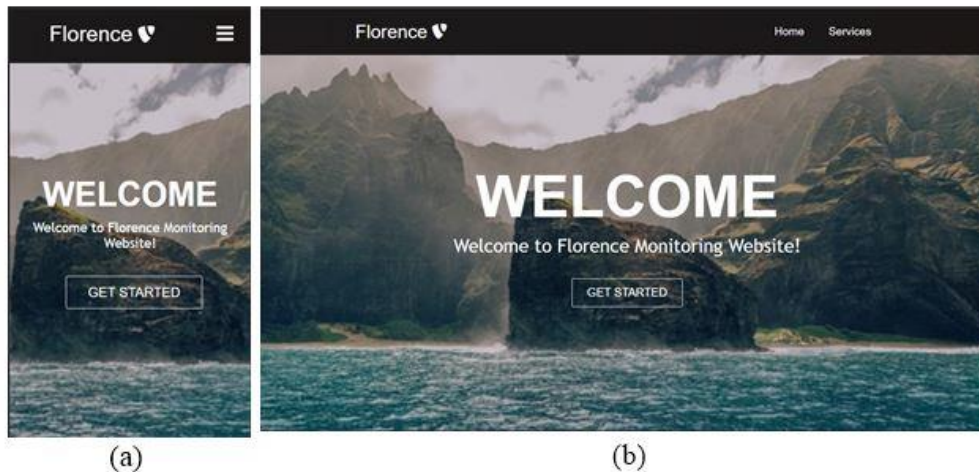 Florence
WELCOME
Welcome to Florence Monitoring
Website!
GET STARTED
(a)
Florence
Home Services
WELCOME
Welcome to Florence Monitoring Website!
GET STARTED
(b)